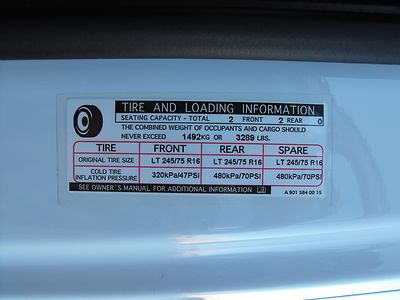 TIRE AND LOADING INFORMATION
SEATING CAPACITY - TOTAL 2 FRONT 2 REAR 0
THE COMBINED WEIGHT OF OCCUPANTS AND CARGO SHOULD
NEVER EXCEED 1492KG OR 3289 LBS.
TIRE FRONT REAR SPARE
ORIGINAL TIRE SIZE LT 245/75 R16 LT 245/75 R16 LT 245/75 R16
COLD TIRE
INFLATION PRESSURE 320kPa/47PSI 480kPa/70PSI 480kPa/70PSI
SEE OWNER'S MANUAL FOR ADDITIONAL INFORMATION A 901 584 00 15